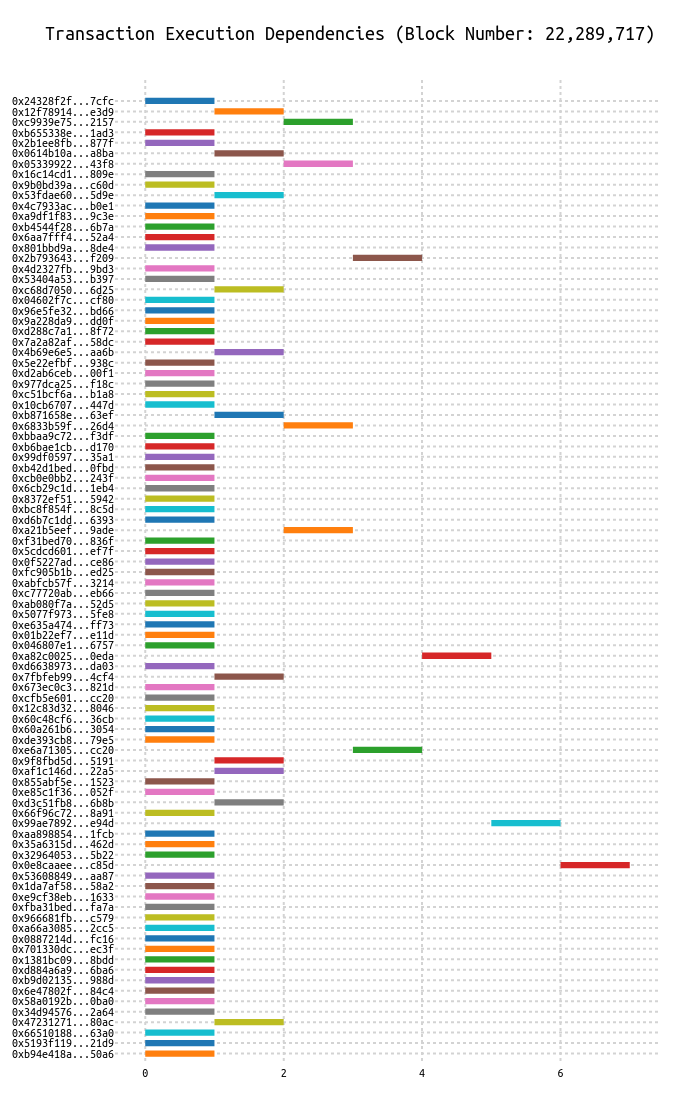 Transaction Execution Dependencies (Block Number: 22,289,717)
0x24328f2f...7cfc
0x12f78914...e3d9
0xc9939e75...2157
0xb655338e...1ad3
0x2b1ee8fb...877f
0x0614b10a...a8ba
0x05339922...43f8
0x16c14cd1...809e
0x9b0bd39a...c60d
0x53fdae60...5d9e
0x4c7933ac...b0e1
0xa9df1f83...9c3e
0xb4544f28...6b7a
0x6aa7fff4...52a4
0x801bbd9a...8de4
0x2b793643...f209
0x4d2327fb...9bd3
0x53404a53...b397
0xc68d7050...6d25
0x04602f7c...cf80
0x96e5fe32...bd66
0x9a228da9...dd0f
0xd288c7a1...8f72
0x7a2a82af...58dc
0x4b69e6e5...aa6b
0x5e22efbf...938c
0xd2ab6ceb...00f1
0x977dca25...f18c
0xc51bcf6a...b1a8
0x10cb6707...447d
0xb871658e...63ef
0x6833b59f...26d4
0xbbaa9c72...f3df
0xb6bae1cb...d170
0x99df0597...35a1
0xb42d1bed...0fbd
0xcb0e0bb2...243f
0x6cb29c1d...1eb4
0x8372ef51...5942
0xbc8f854f...8c5d
0xd6b7c1dd...6393
0xa21b5eef...9ade
0xf31bed70...836f
0x5cdcd601...ef7f
0x0f5227ad...ce86
0xfc905b1b...ed25
0xabfcb57f...3214
0xc77720ab...eb66
0xab080f7a...52d5
0x5077f973...5fe8
0xe635a474...ff73
0x01b22ef7...e11d
0x046807e1...6757
0xa82c0025...0eda
0xd6638973...da03
0x7fbfeb99...4cf4
0x673ec0c3...821d
0xcfb5e601...cc20
0x12c83d32...8046
0x60c48cf6...36cb
0x60a261b6...3054
0xde393cb8...79e5
0xe6a71305...cc20
0x9f8fbd5d...5191
0xaf1c146d...22a5
0x855abf5e...1523
0xe85c1f36...052f
0xd3c51fb8...6b8b
0x66f96c72...8a91
0x99ae7892...e94d
0xaa898854...1fcb
0x35a6315d...462d
0x32964053...5b22
0x0e8caaee...c85d
0x53608849...aa87
0x1da7af58...58a2
0xe9cf38eb...1633
0xfba31bed...fa7a
0x966681fb...c579
0xa66a3085...2cc5
0x0887214d...fc16
0x701330dc...ec3f
0x1381bc09...8bdd
0xd884a6a9...6ba6
0xb9d02135...988d
0x6e47802f...84c4
0x58a0192b...0ba0
0x34d94576...2a64
0x47231271...80ac
0x66510188...63a0
0x5193f119...21d9
0xb94e418a...50a6
0 2 4 6